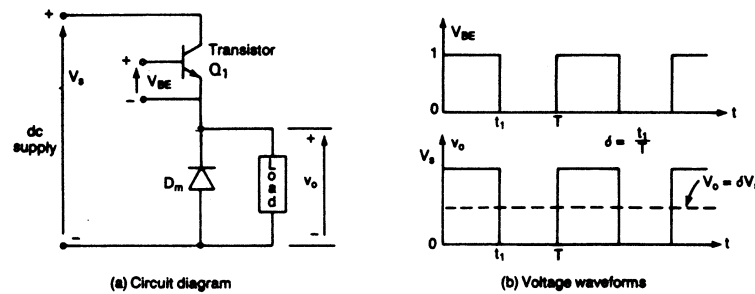 +
Transistor
Q1
+
VBE
−
Vs
dc
supply
Dm
Load
+
vo
−
−
(a) Circuit diagram
VBE
1
0
t1
T
t
δ = t1/T
Vs
vo
Vo = δVs
0
t1
T
t
(b) Voltage waveforms